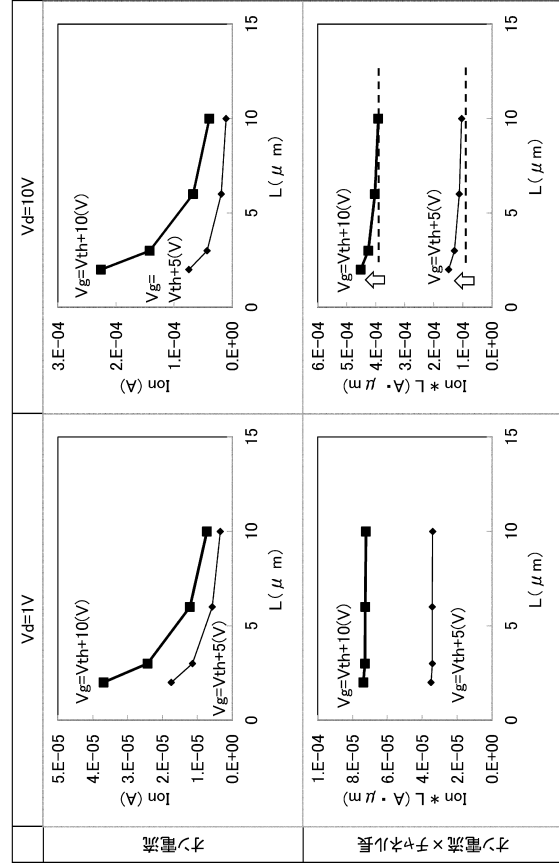 Vd=1V
Vd=10V
オン電流
Ion (A)
5.E-05
4.E-05
3.E-05
2.E-05
1.E-05
0.E+00
Vg=Vth+10(V)
Vg=Vth+5(V)
0
5
10
15
L(μm)
Ion (A)
3.E-04
2.E-04
1.E-04
0.E+00
Vg=Vth+10(V)
Vg=
Vth+5(V)
0
5
10
15
L(μm)
オン電流×チャネル長
Ion * L (A・μm)
1.E-04
8.E-05
6.E-05
4.E-05
2.E-05
0.E+00
Vg=Vth+10(V)
Vg=Vth+5(V)
0
5
10
15
L(μm)
Ion * L (A・μm)
6.E-04
5.E-04
4.E-04
3.E-04
2.E-04
1.E-04
0.E+00
Vg=Vth+10(V)
Vg=Vth+5(V)
0
5
10
15
L(μm)